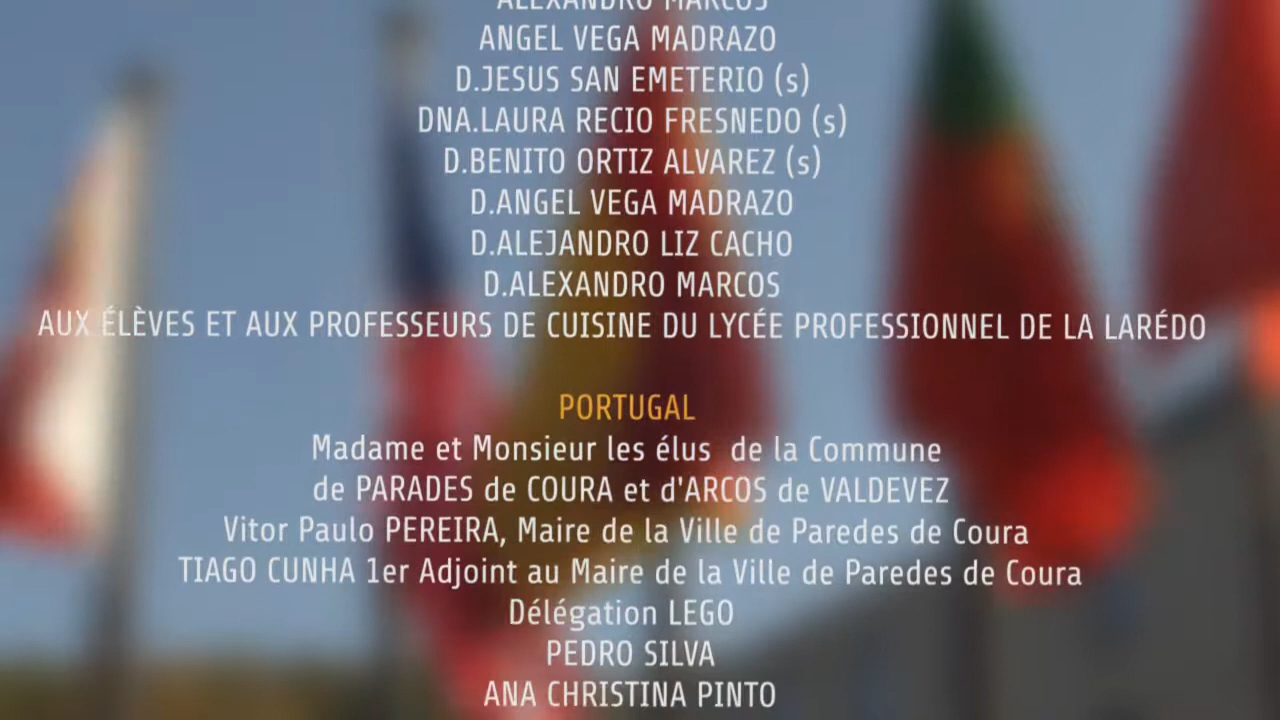 ALEXANDRO MARCOS
ANGEL VEGA MADRAZO
D.JESUS SAN EMETERIO (s)
DNA.LAURA RECIO FRESNEDO (s)
D.BENITO ORTIZ ALVAREZ (s)
D.ANGEL VEGA MADRAZO
D.ALEJANDRO LIZ CACHO
D.ALEXANDRO MARCOS
AUX ÉLÈVES ET AUX PROFESSEURS DE CUISINE DU LYCÉE PROFESSIONNEL DE LA LARÉDO
PORTUGAL
Madame et Monsieur les élus de la Commune
de PARADES de COURA et d'ARCOS de VALDEVEZ
Vitor Paulo PEREIRA, Maire de la Ville de Paredes de Coura
TIAGO CUNHA 1er Adjoint au Maire de la Ville de Paredes de Coura
Délégation LEGO
PEDRO SILVA
ANA CHRISTINA PINTO